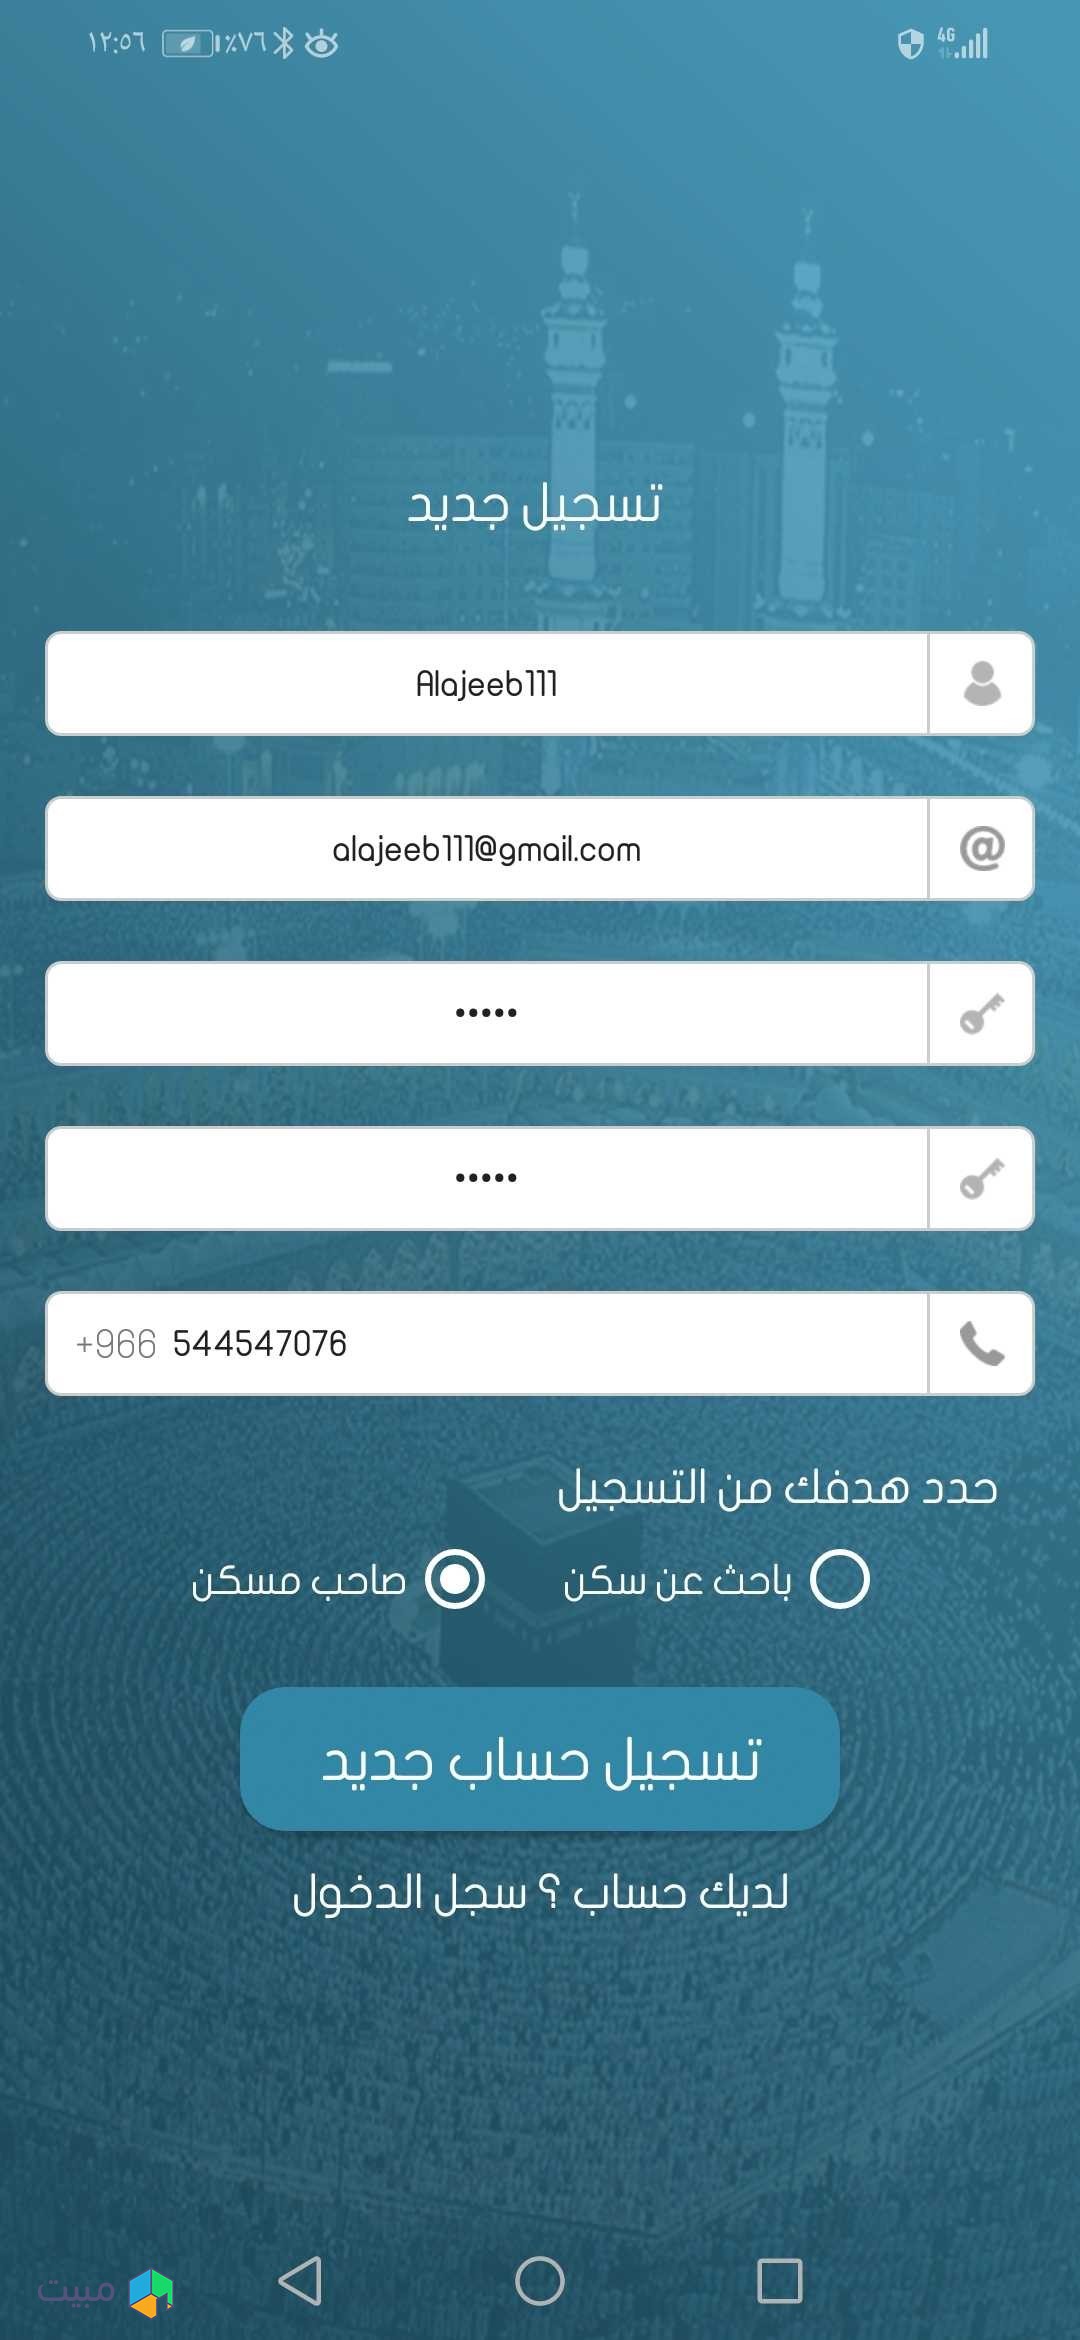 ١٢:٥٦ ٪٧٦ 4G
تسجيل جديد
Alajeeb111
alajeeb111@gmail.com
•••••
•••••
+966 544547076
حدد هدفك من التسجيل
باحث عن سكن صاحب مسكن
تسجيل حساب جديد
لديك حساب ؟ سجل الدخول
مبيت